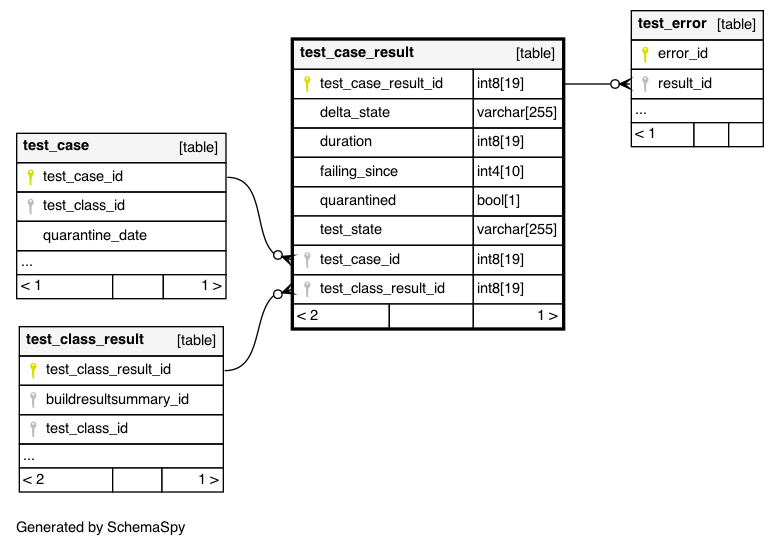 test_error [table]
error_id
result_id
...
< 1
test_case_result [table]
test_case_result_id int8[19]
delta_state varchar[255]
duration int8[19]
failing_since int4[10]
quarantined bool[1]
test_state varchar[255]
test_case_id int8[19]
test_class_result_id int8[19]
< 2 1 >
test_case [table]
test_case_id
test_class_id
quarantine_date
...
< 1 1 >
test_class_result [table]
test_class_result_id
buildresultsummary_id
test_class_id
...
< 2 1 >
Generated by SchemaSpy